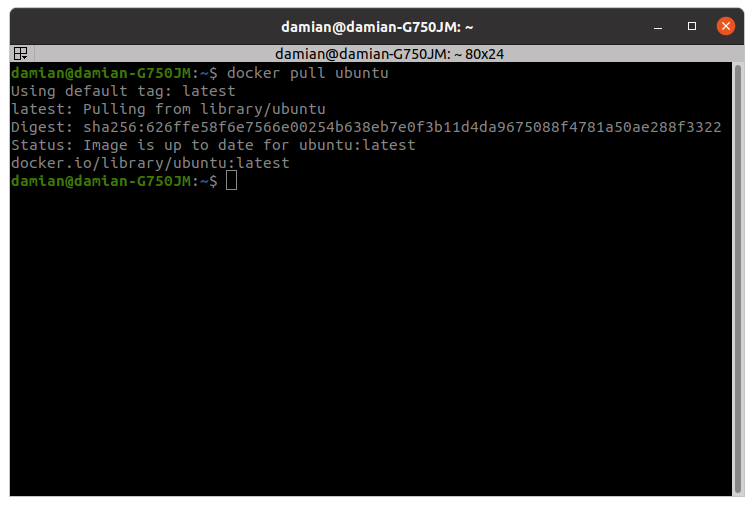 damian@damian-G750JM: ~
damian@damian-G750JM: ~ 80x24
damian@damian-G750JM:~$ docker pull ubuntu
Using default tag: latest
latest: Pulling from library/ubuntu
Digest: sha256:626ffe58f6e7566e00254b638eb7e0f3b11d4da9675088f4781a50ae288f3322
Status: Image is up to date for ubuntu:latest
docker.io/library/ubuntu:latest
damian@damian-G750JM:~$